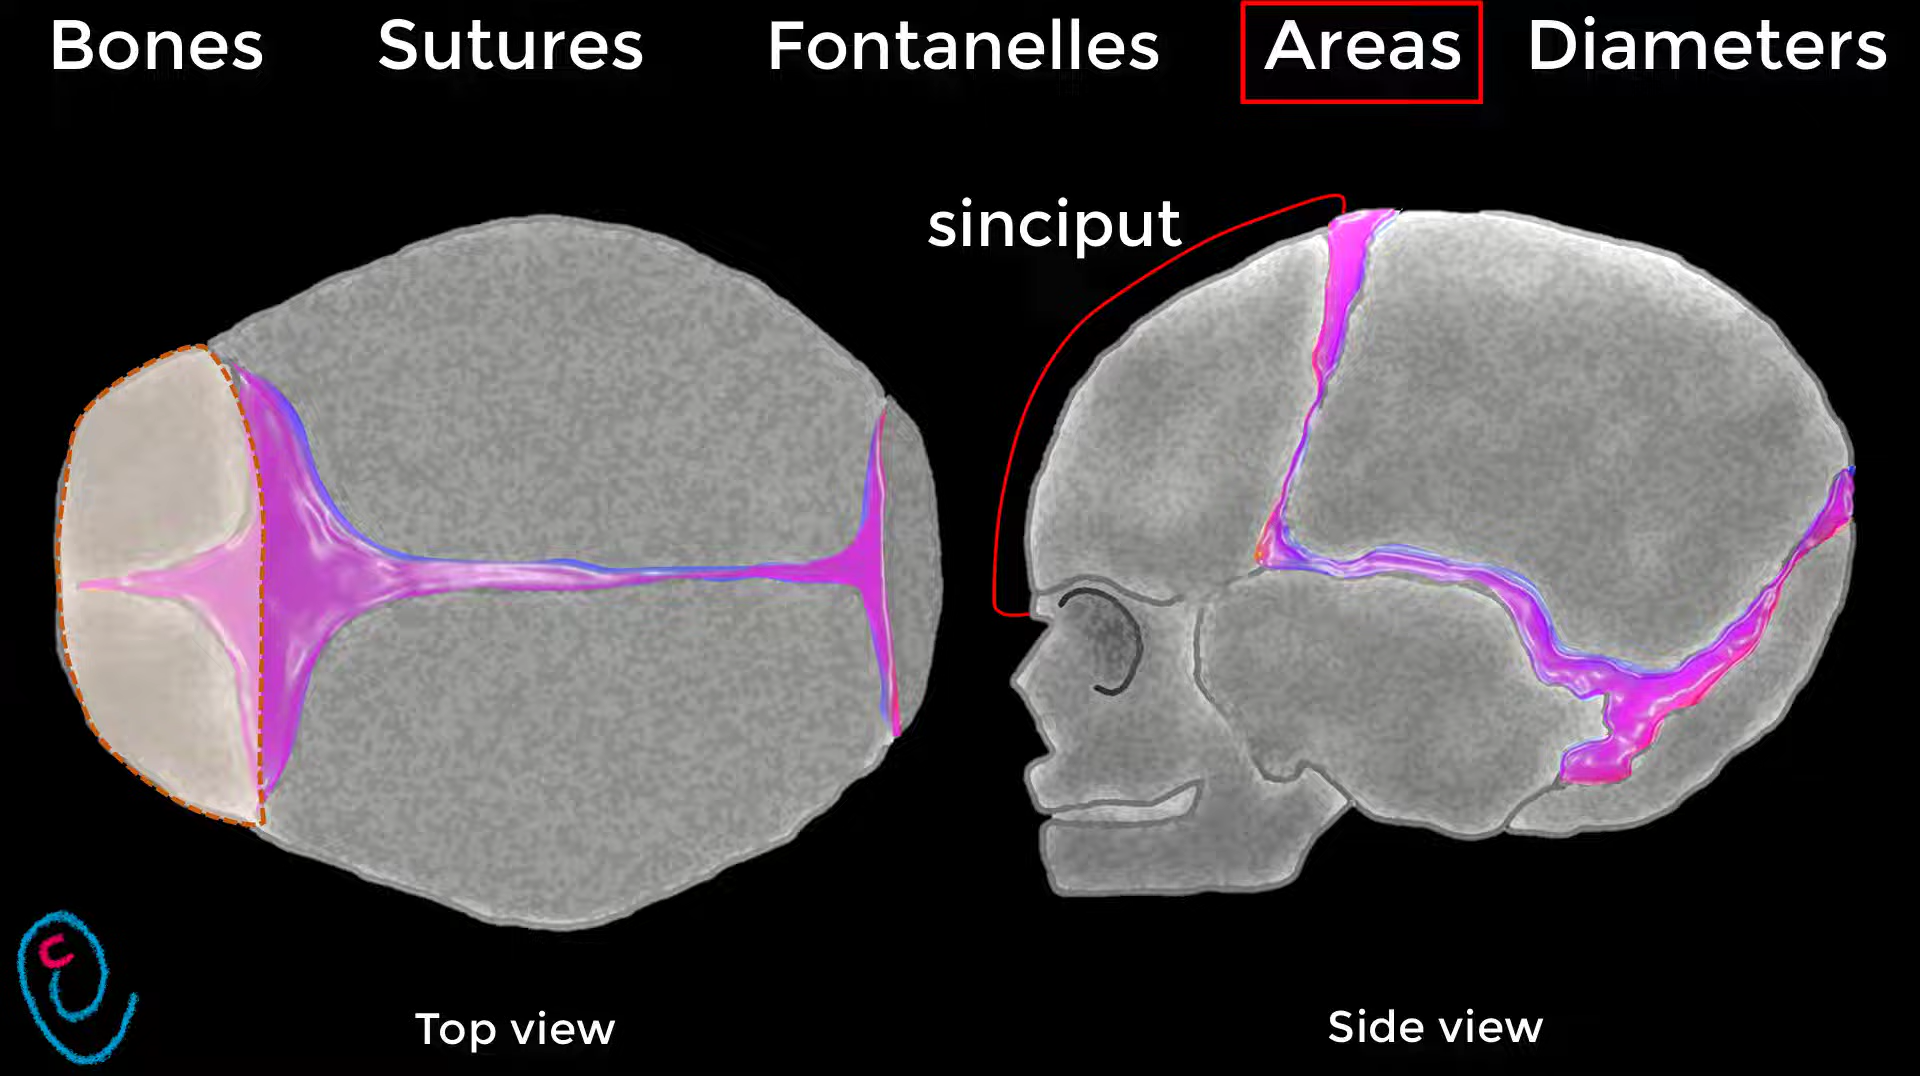 Bones Sutures Fontanelles Areas Diameters
sinciput
Top view
Side view